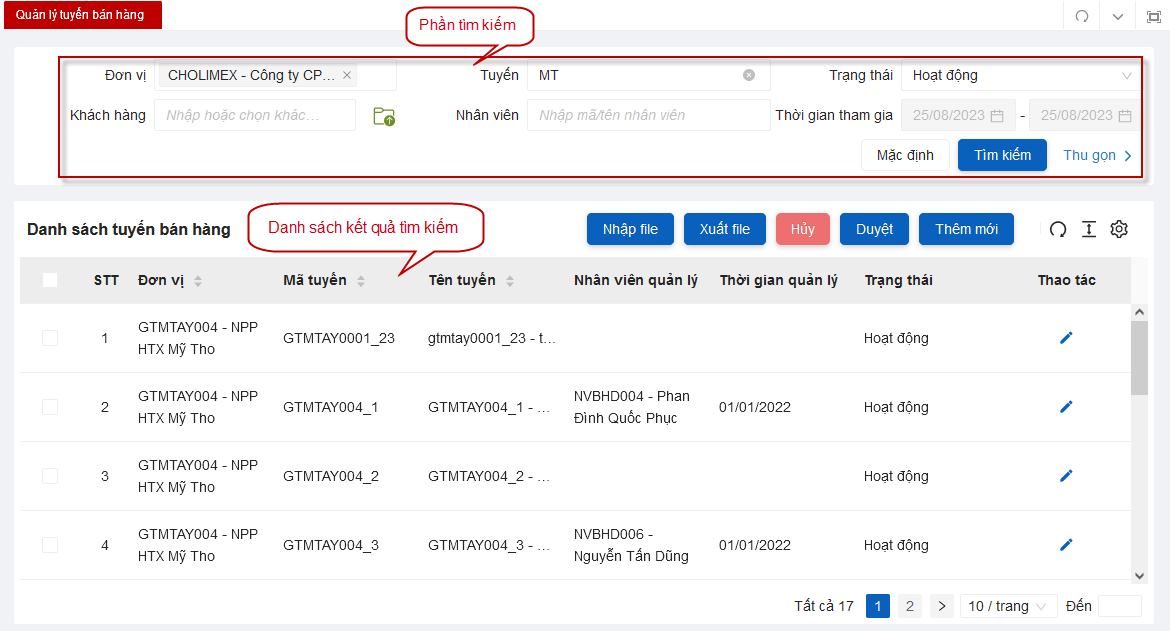 Quản lý tuyến bán hàng
Phần tìm kiếm
Đơn vị CHOLIMEX - Công ty CP... × Tuyến MT Trạng thái Hoạt động
Khách hàng Nhập hoặc chọn khác... Nhân viên Nhập mã/tên nhân viên Thời gian tham gia 25/08/2023 - 25/08/2023
Mặc định Tìm kiếm Thu gọn
Danh sách tuyến bán hàng Danh sách kết quả tìm kiếm Nhập file Xuất file Hủy Duyệt Thêm mới
STT Đơn vị Mã tuyến Tên tuyến Nhân viên quản lý Thời gian quản lý Trạng thái Thao tác
GTMTAY004 - NPP
1 GTMTAY0001_23 gtmtay0001_23 - t... Hoạt động
HTX Mỹ Tho
GTMTAY004 - NPP NVBHD004 - Phan
2 GTMTAY004_1 GTMTAY004_1 - ... 01/01/2022 Hoạt động
HTX Mỹ Tho Đình Quốc Phục
GTMTAY004 - NPP
3 GTMTAY004_2 GTMTAY004_2 - ... Hoạt động
HTX Mỹ Tho
GTMTAY004 - NPP NVBHD006 -
4 GTMTAY004_3 GTMTAY004_3 - ... 01/01/2022 Hoạt động
HTX Mỹ Tho Nguyễn Tấn Dũng
Tất cả 17 1 2 > 10 / trang Đến